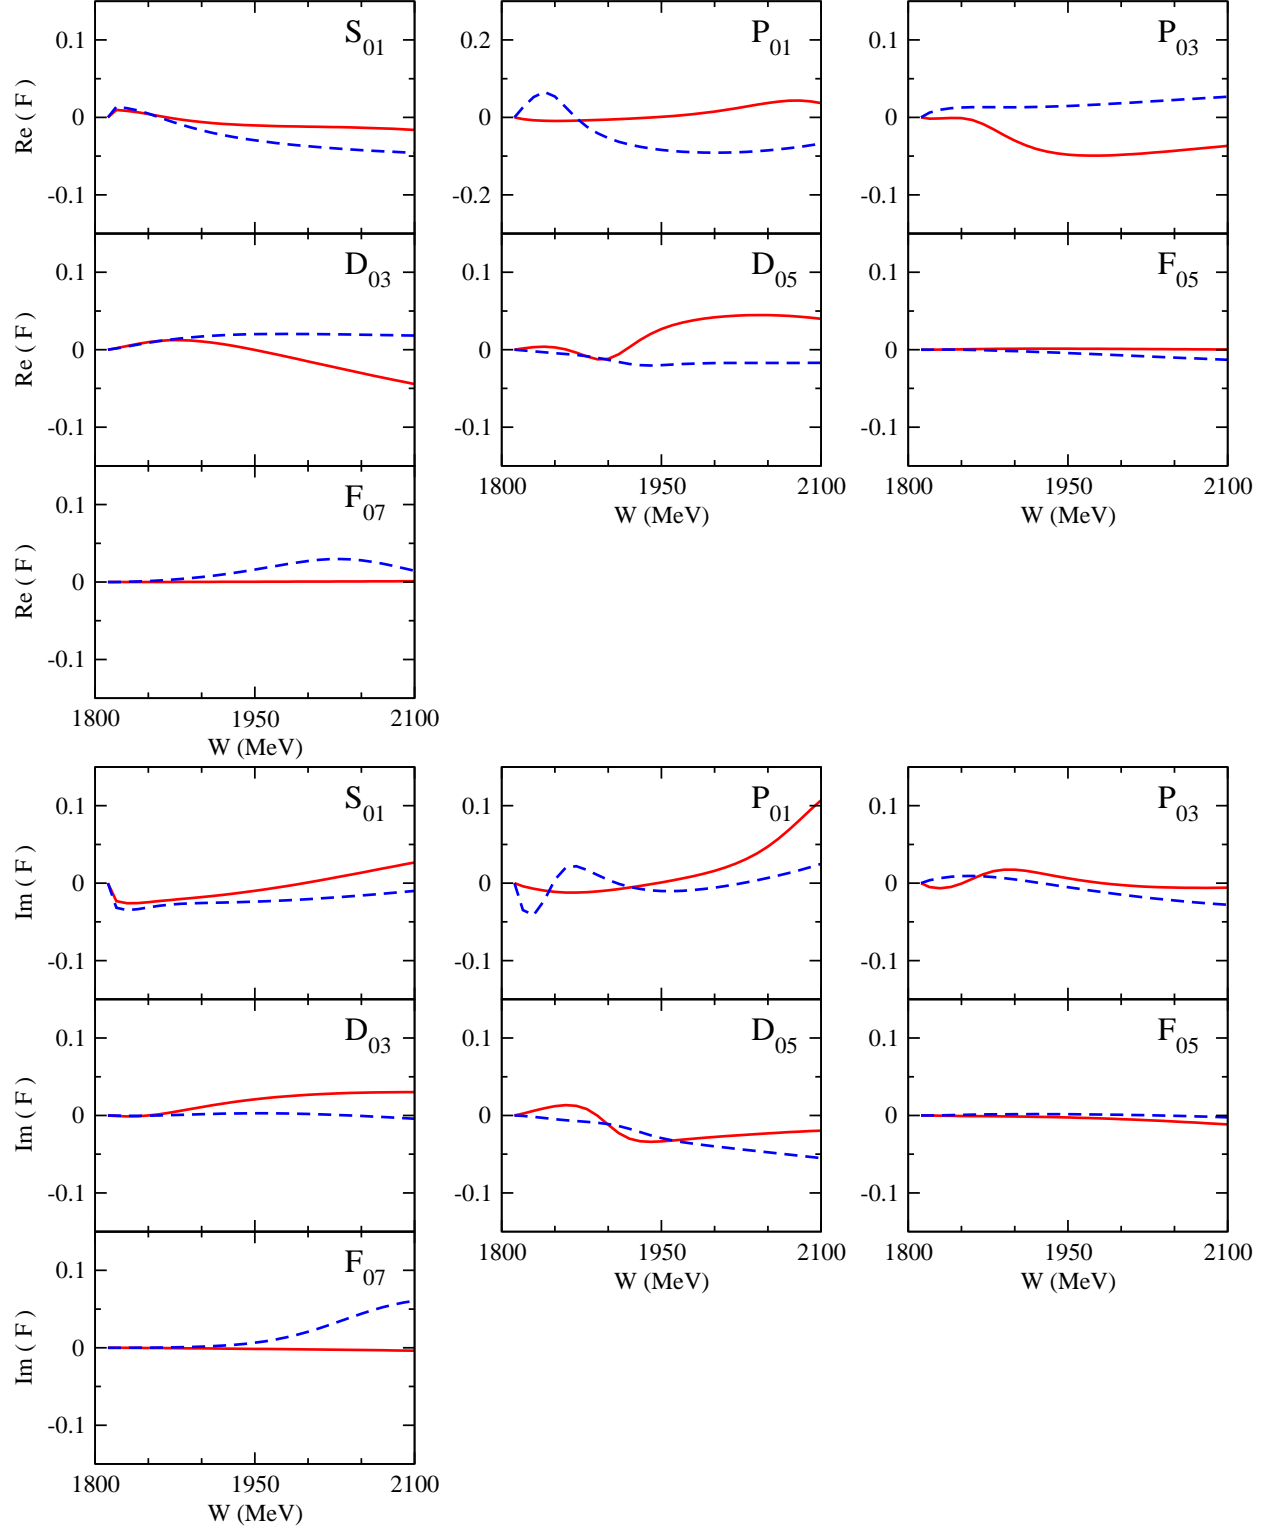 0.1 S₀₁ 0.2 P₀₁ 0.1 P₀₃
Re ( F ) 0 0 0
-0.1 -0.2 -0.1
0.1 D₀₃ 0.1 D₀₅ 0.1 F₀₅
Re ( F ) 0 0 0
-0.1 -0.1 -0.1
1800 1950 2100 1800 1950 2100
W (MeV) W (MeV)
0.1 F₀₇
Re ( F ) 0
-0.1
1800 1950 2100
W (MeV)
0.1 S₀₁ 0.1 P₀₁ 0.1 P₀₃
Im ( F ) 0 0 0
-0.1 -0.1 -0.1
0.1 D₀₃ 0.1 D₀₅ 0.1 F₀₅
Im ( F ) 0 0 0
-0.1 -0.1 -0.1
1800 1950 2100 1800 1950 2100
W (MeV) W (MeV)
0.1 F₀₇
Im ( F ) 0
-0.1
1800 1950 2100
W (MeV)